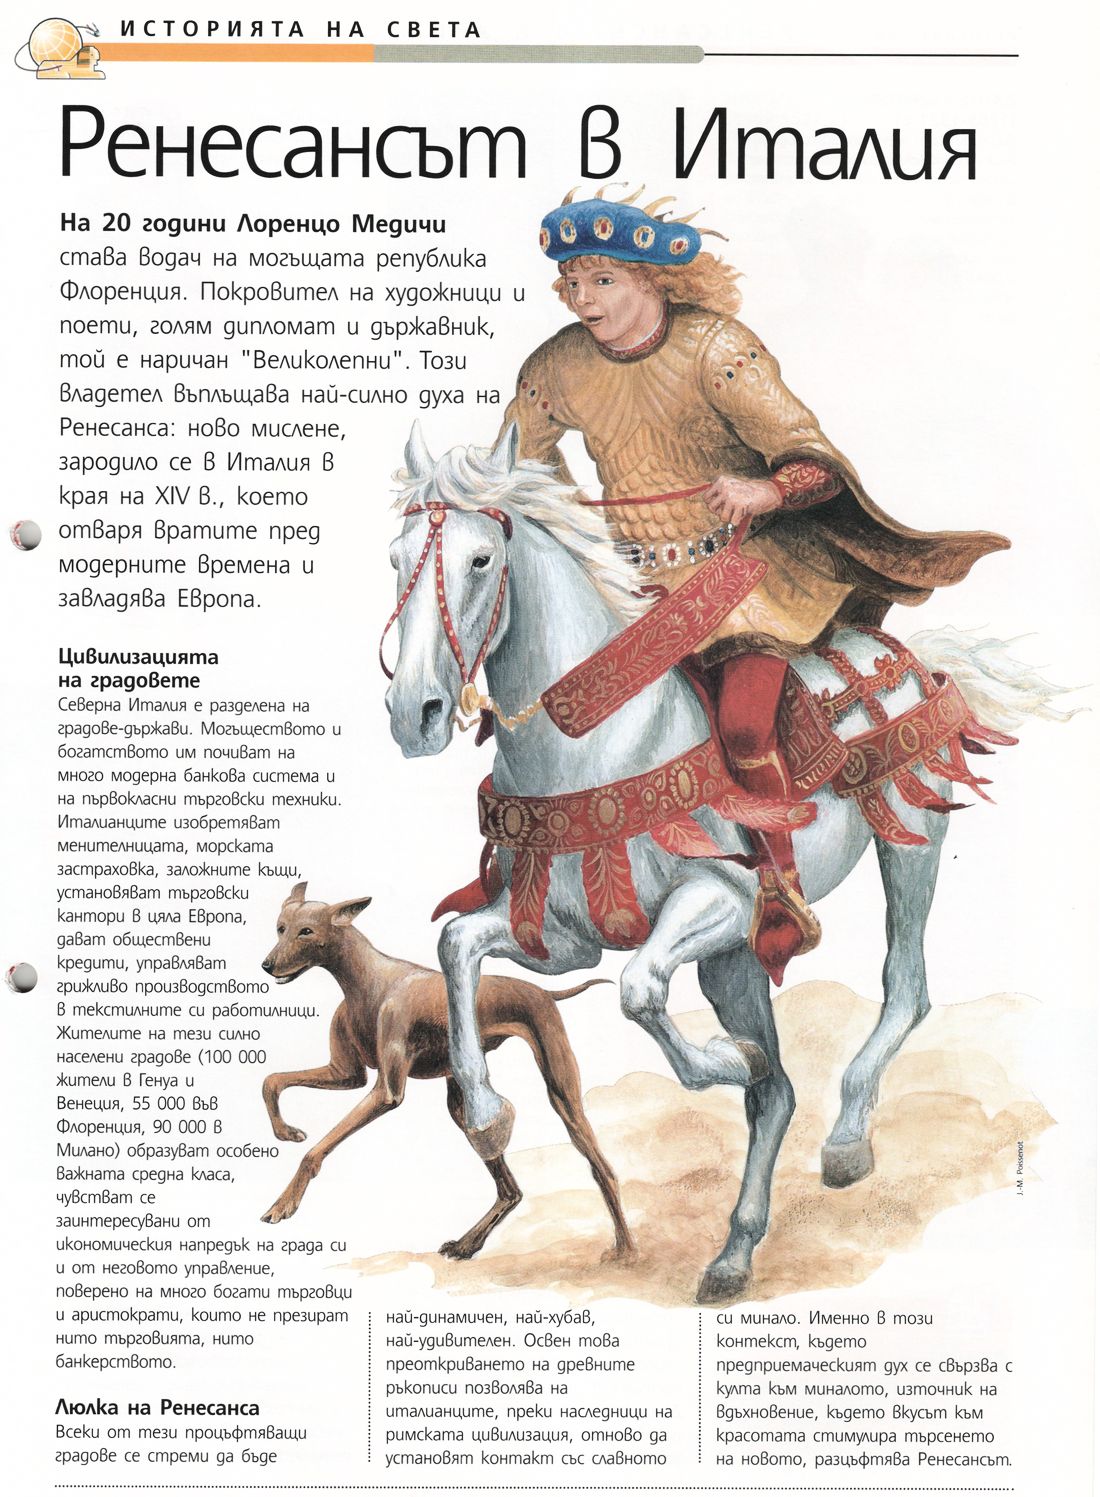 ИСТОРИЯТА НА СВЕТА
Ренесансът в Италия
На 20 години Лоренцо Медичи
става водач на могъщата република
Флоренция. Покровител на художници и
поети, голям дипломат и държавник,
той е наричан "Великолепни". Този
владетел въплъщава най-силно духа на
Ренесанса: ново мислене,
зародило се в Италия в
края на XIV в., което
отваря вратите пред
модерните времена и
завладява Европа.
Цивилизацията
на градовете
Северна Италия е разделена на
градове-държави. Могъществото и
богатството им почиват на
много модерна банкова система и
на първокласни търговски техники.
Италианците изобретяват
менителницата, морската
застраховка, заложните къщи,
установяват търговски
кантори в цяла Европа,
дават обществени
кредити, управляват
грижливо производството
в текстилните си работилници.
Жителите на тези силно
населени градове (100 000
жители в Генуа и
Венеция, 55 000 във
Флоренция, 90 000 в
Милано) образуват особено
важната средна класа,
чувстват се
заинтересувани от
икономическия напредък на града си
и от неговото управление,
поверено на много богати търговци
и аристократи, които не презират
нито търговията, нито
банкерството.
Люлка на Ренесанса
Всеки от тези процъфтяващи
градове се стреми да бъде
най-динамичен, най-хубав,
най-удивителен. Освен това
преоткриването на древните
ръкописи позволява на
италианците, преки наследници на
римската цивилизация, отново да
установят контакт със славното
си минало. Именно в този
контекст, където
предприемаческият дух се свързва с
култа към миналото, източник на
вдъхновение, където вкусът към
красотата стимулира търсенето
на новото, разцъфтява Ренесансът.
J.-M. Poissenot